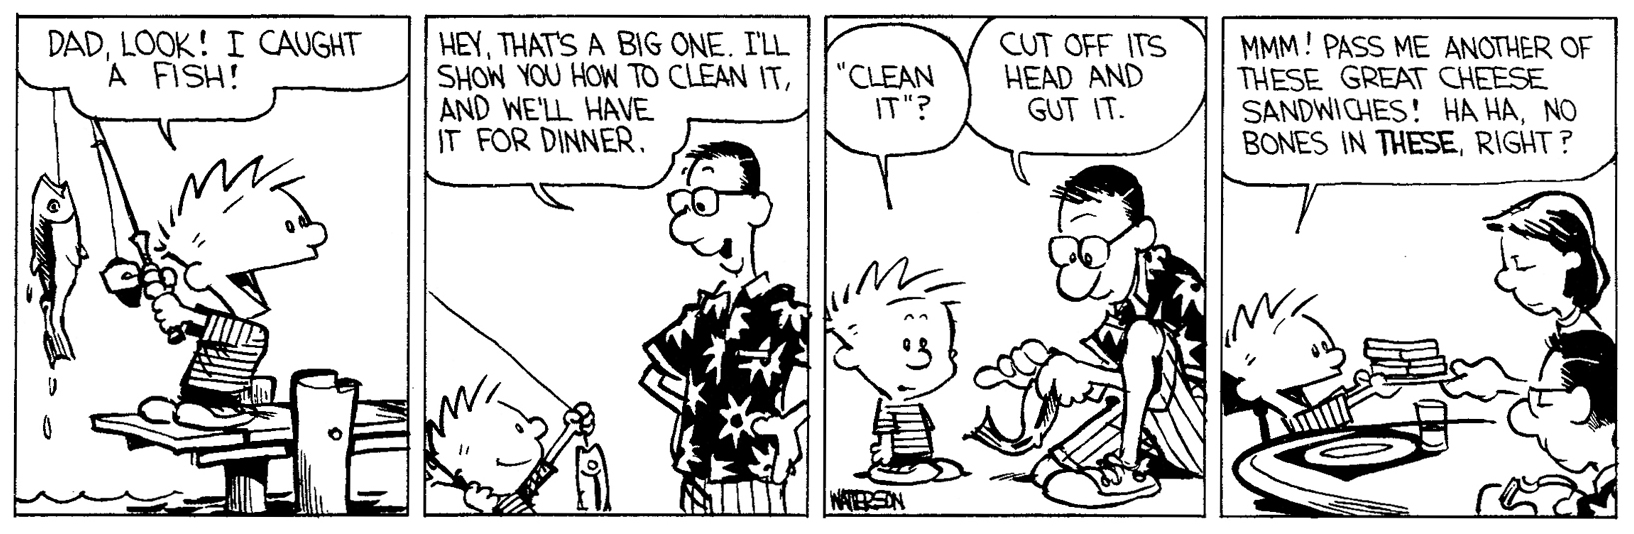 DAD, LOOK! I CAUGHT
A FISH!
HEY, THAT'S A BIG ONE. I'LL
SHOW YOU HOW TO CLEAN IT,
AND WE'LL HAVE
IT FOR DINNER.
"CLEAN
IT"?
CUT OFF ITS
HEAD AND
GUT IT.
WATTERSON
MMM! PASS ME ANOTHER OF
THESE GREAT CHEESE
SANDWICHES! HA HA, NO
BONES IN THESE, RIGHT?